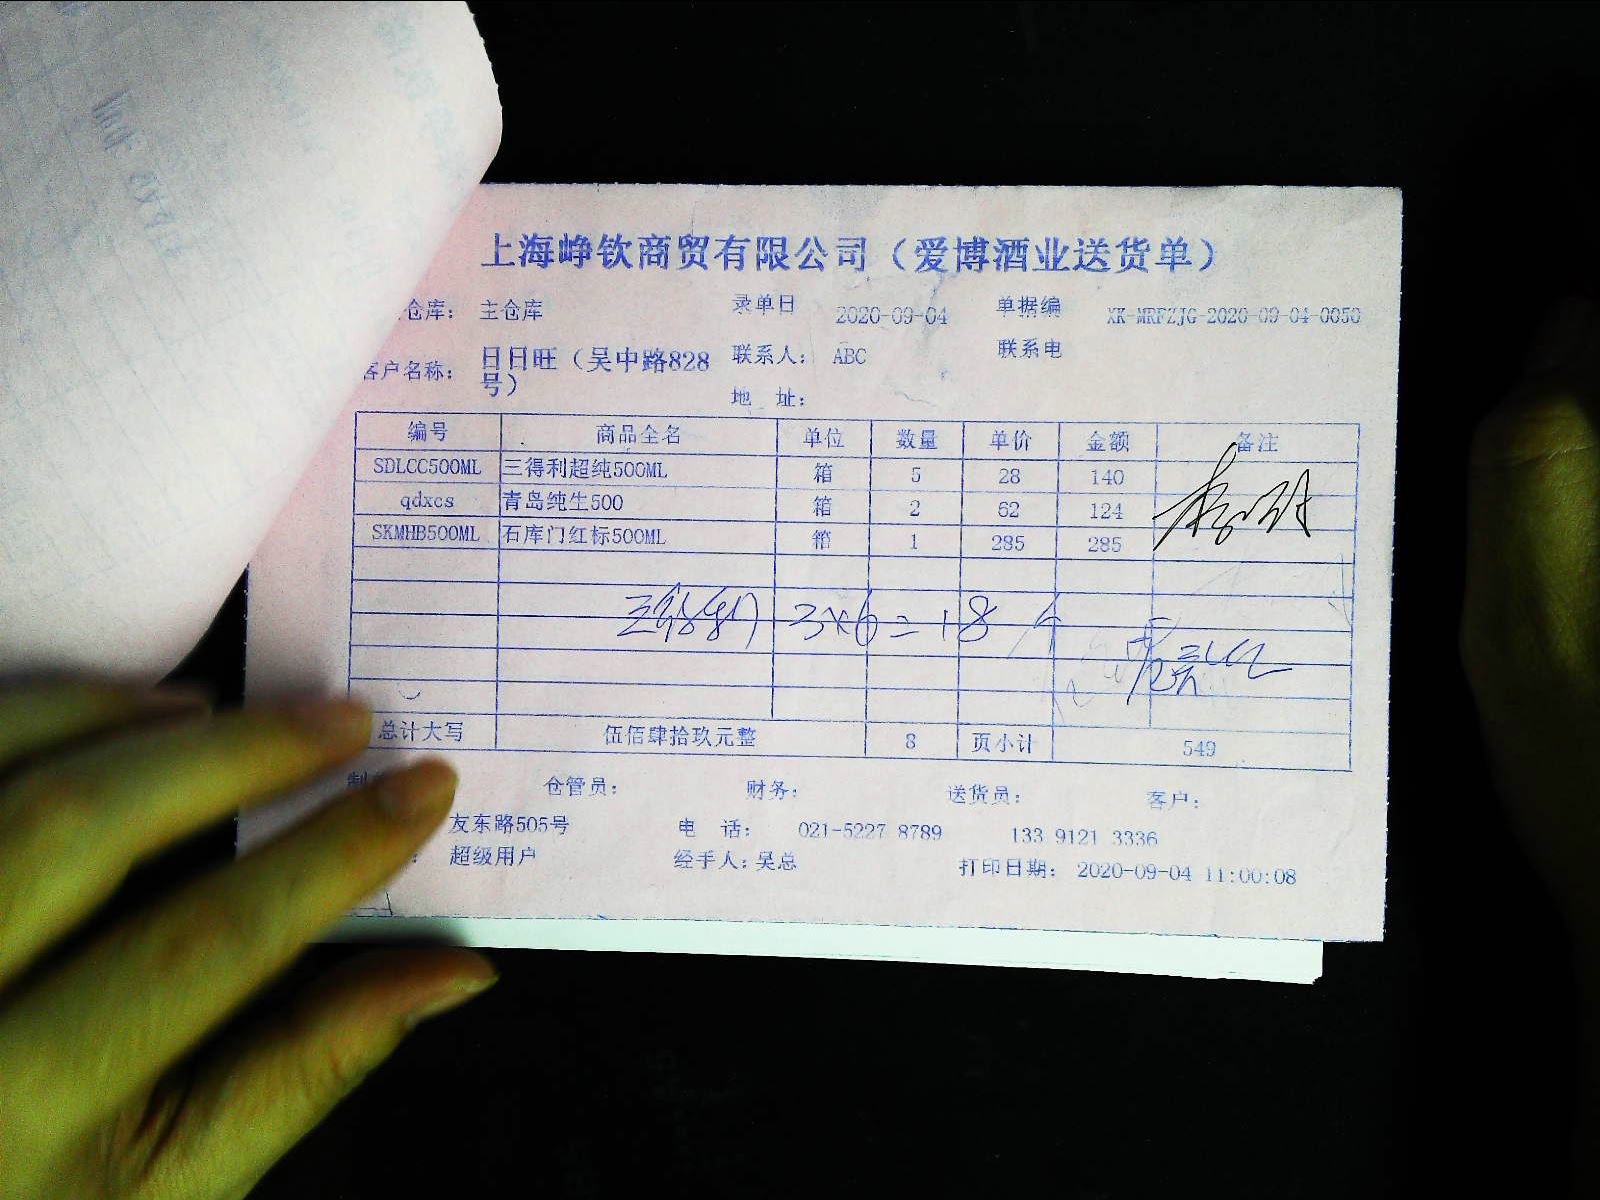 上海峥钦商贸有限公司（爱博酒业送货单）
仓库： 主仓库 录单日 2020-09-04 单据编 XK-MRFZJG-2020-09-04-0050
客户名称： 日日旺（吴中路828号） 联系人： ABC 联系电
地 址：
编号 商品全名 单位 数量 单价 金额 备注
SDLCC500ML 三得利超纯500ML 箱 5 28 140
qdxcs 青岛纯生500 箱 2 62 124
SKMHB500ML 石库门红标500ML 箱 1 285 285
3×6=18个
总计大写 伍佰肆拾玖元整 8 页小计 549
仓管员： 财务： 送货员： 客户：
友东路505号 电 话： 021-5227 8789 133 9121 3336
超级用户 经手人：吴总 打印日期： 2020-09-04 11:00:08